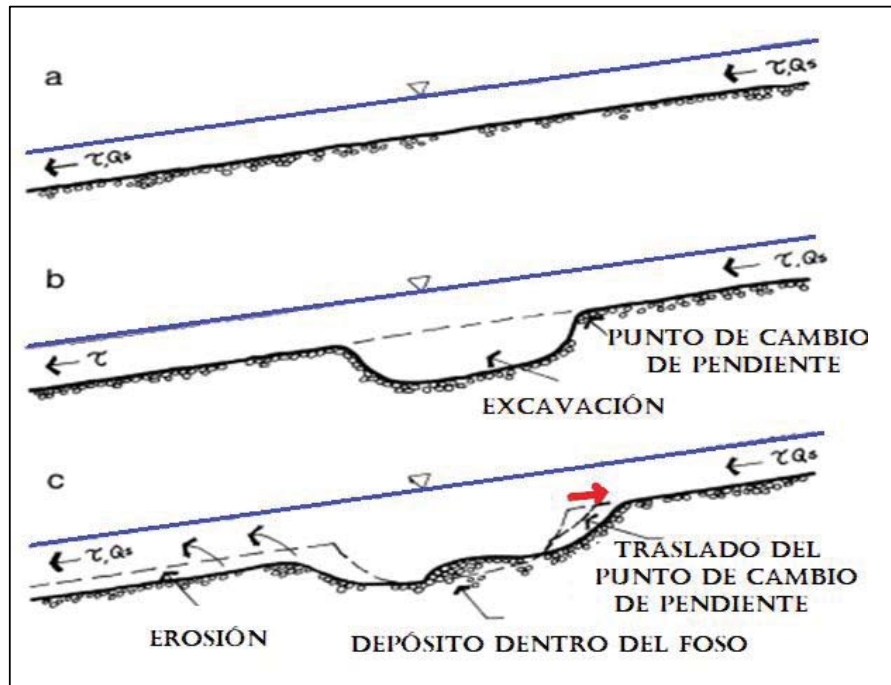 a
τ,Qs
τ,Qs
b
τ,Qs
τ
PUNTO DE CAMBIO
DE PENDIENTE
EXCAVACIÓN
c
τ Qs
τ,Qs
TRASLADO DEL
PUNTO DE CAMBIO
DE PENDIENTE
EROSIÓN
DEPÓSITO DENTRO DEL FOSO